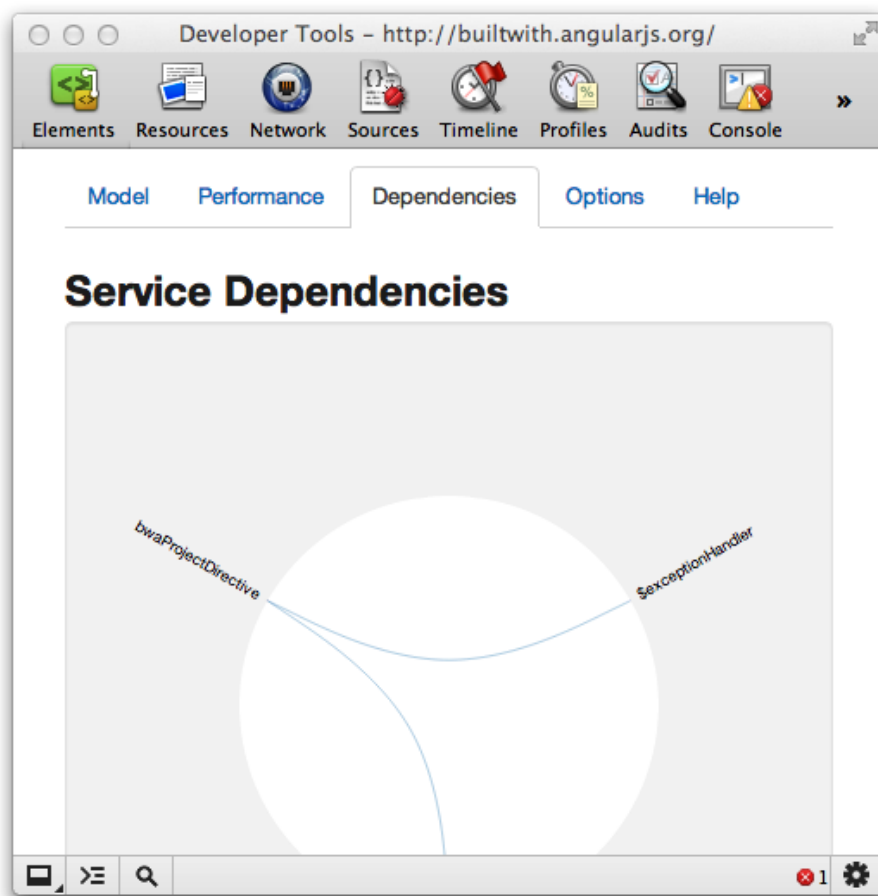 Developer Tools – http://builtwith.angularjs.org/
Elements Resources Network Sources Timeline Profiles Audits Console »
Model Performance Dependencies Options Help
Service Dependencies
bwaProjectDirective
$exceptionHandler
1